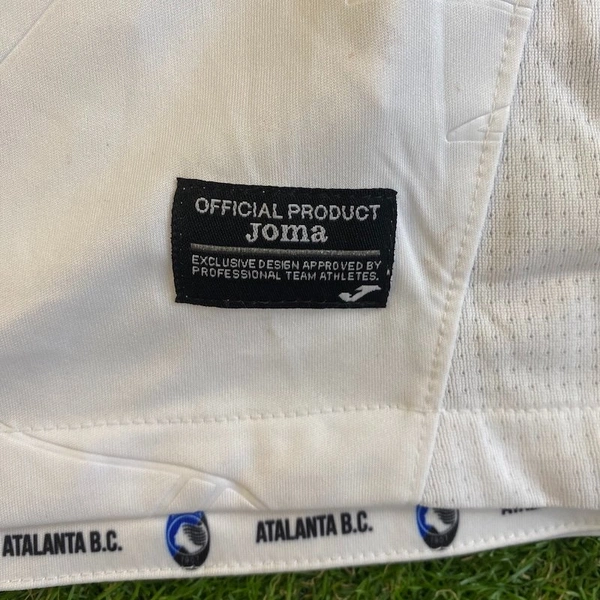 OFFICIAL PRODUCT
Joma
EXCLUSIVE DESIGN APPROVED BY
PROFESSIONAL TEAM ATHLETES.
ATALANTA B.C. ATALANTA B.C.